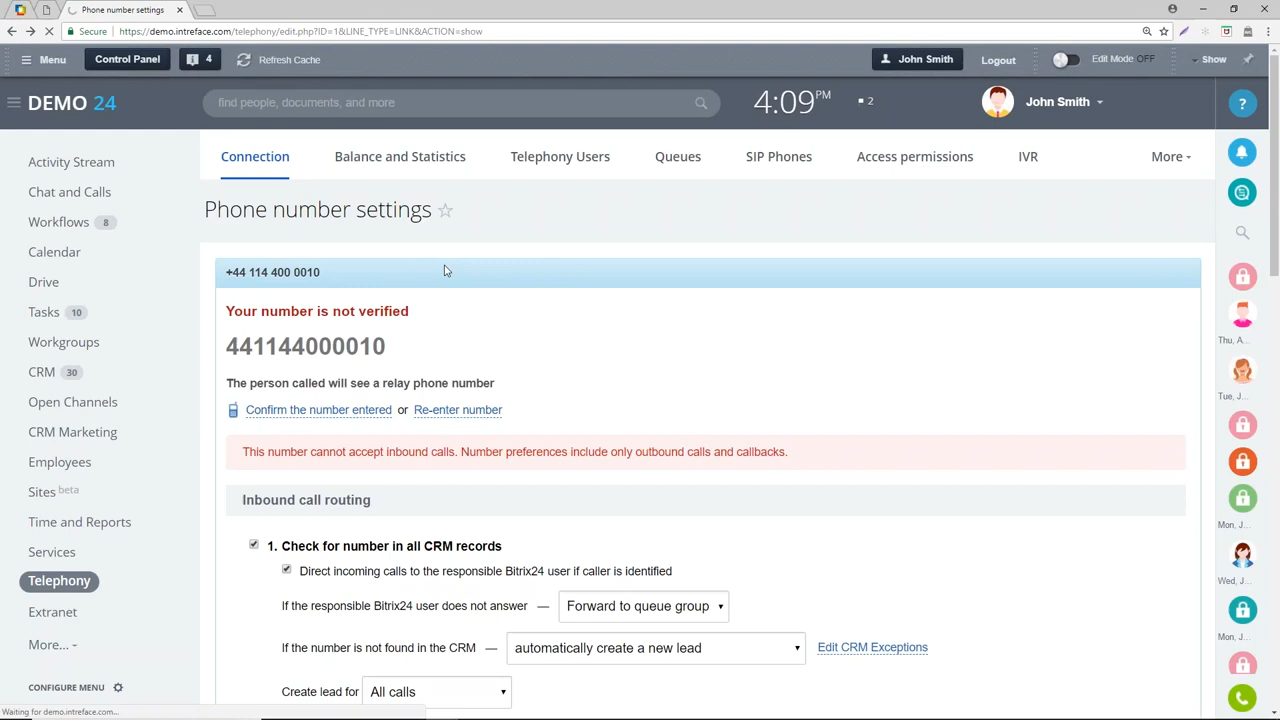 Phone number settings
Secure https://demo.intreface.com/telephony/edit.php?ID=1&LINE_TYPE=LINK&ACTION=show
Menu Control Panel 4 Refresh Cache John Smith Logout Edit Mode OFF Show
DEMO 24 find people, documents, and more 4:09 PM 2 John Smith ?
Connection Balance and Statistics Telephony Users Queues SIP Phones Access permissions IVR More
Activity Stream
Chat and Calls
Workflows 8
Calendar
Drive
Tasks 10
Workgroups
CRM 30
Open Channels
CRM Marketing
Employees
Sites beta
Time and Reports
Services
Telephony
Extranet
More...
CONFIGURE MENU
Phone number settings
+44 114 400 0010
Your number is not verified
441144000010
The person called will see a relay phone number
Confirm the number entered or Re-enter number
This number cannot accept inbound calls. Number preferences include only outbound calls and callbacks.
Inbound call routing
1. Check for number in all CRM records
Direct incoming calls to the responsible Bitrix24 user if caller is identified
If the responsible Bitrix24 user does not answer — Forward to queue group
If the number is not found in the CRM — automatically create a new lead Edit CRM Exceptions
Create lead for All calls
Thu, A...
Tue, J...
Mon, J...
Wed, J...
Mon, J...
Waiting for demo.intreface.com...